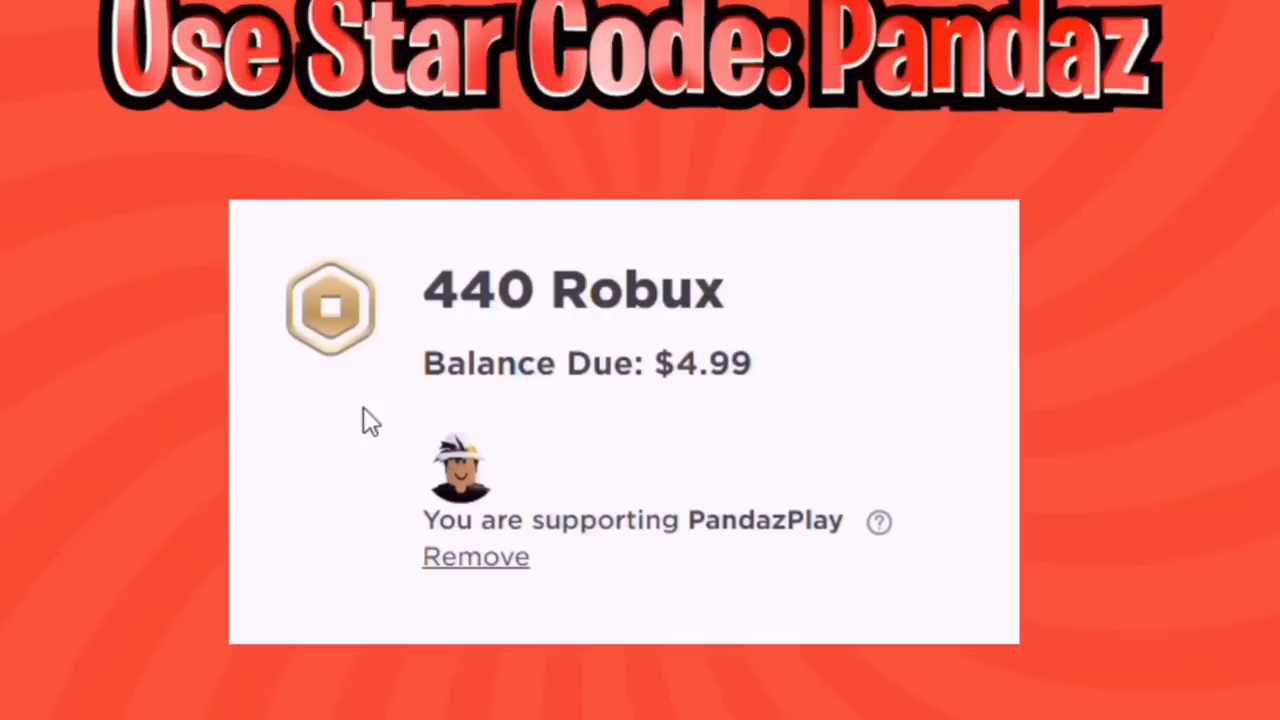 Use Star Code: Pandaz
440 Robux
Balance Due: $4.99
You are supporting PandazPlay ?
Remove